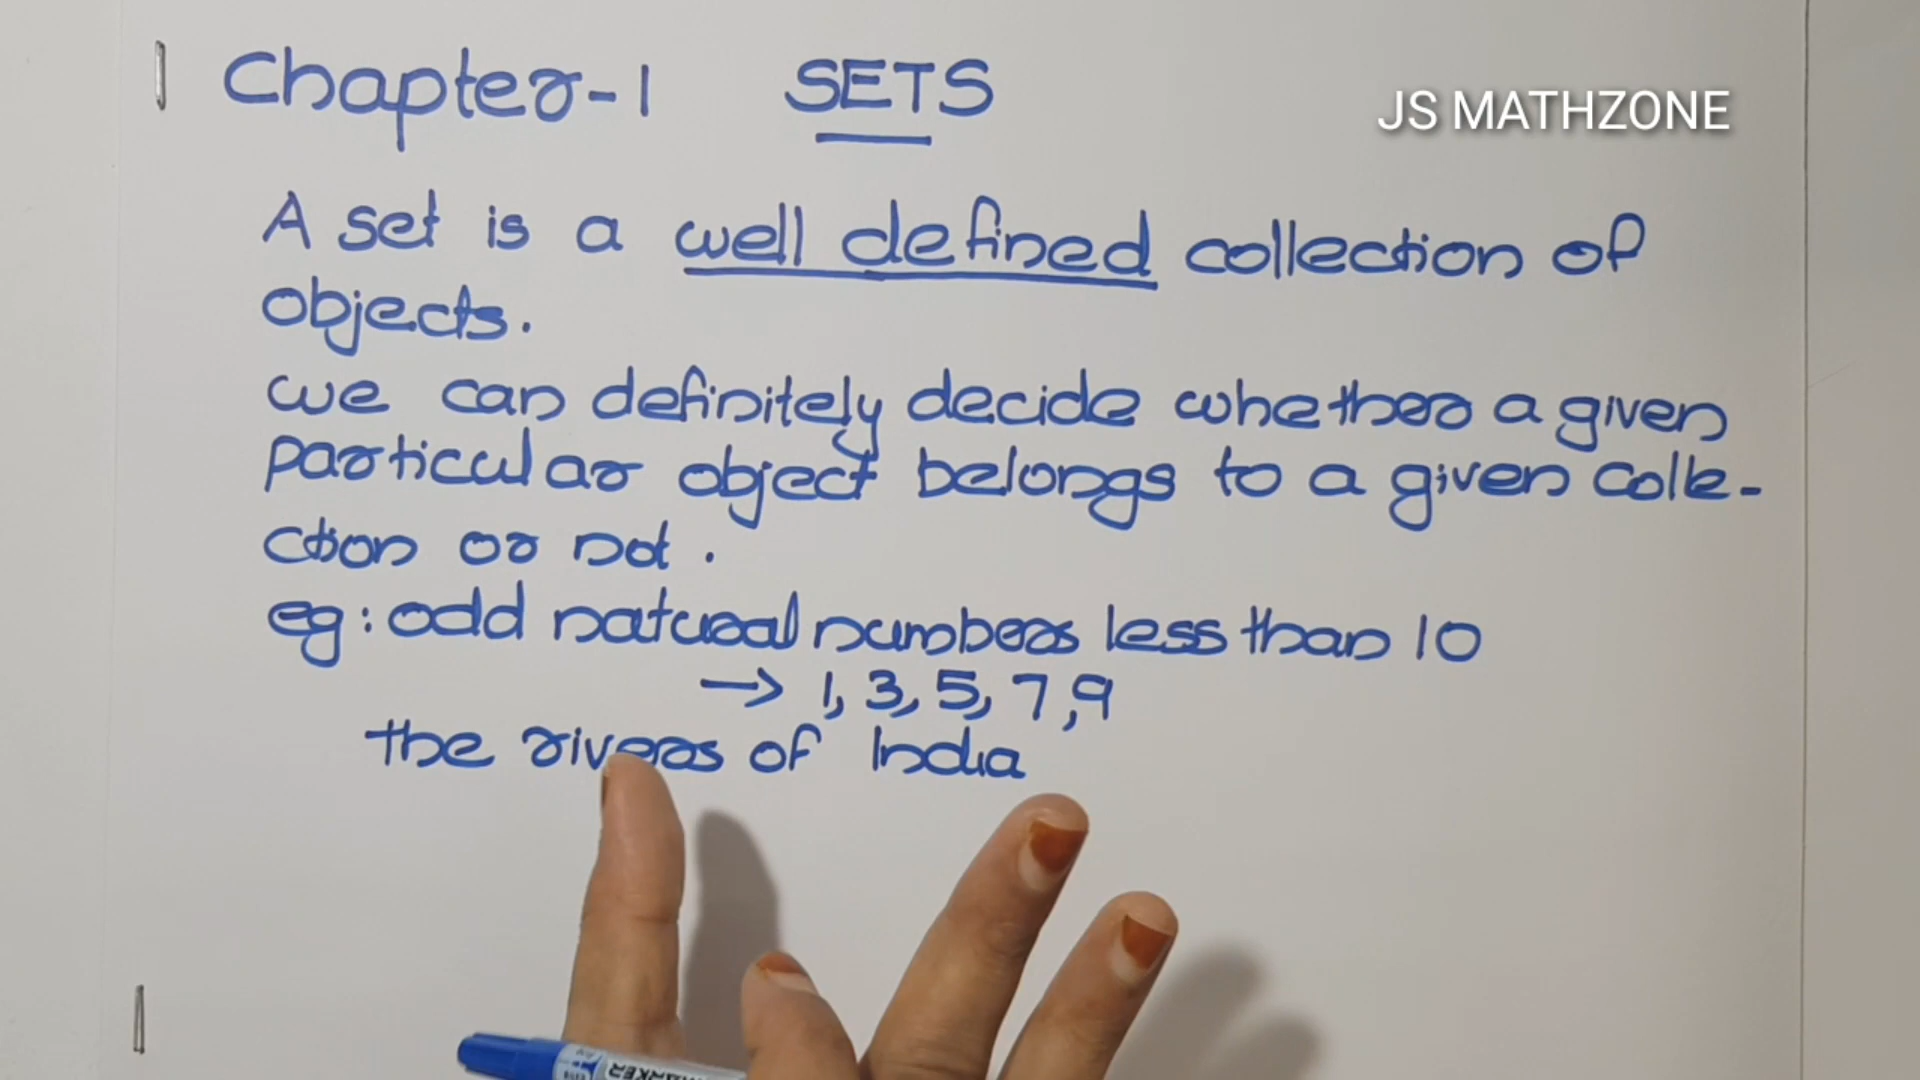 Chapter-1 SETS
JS MATHZONE
A set is a well defined collection of
objects.
we can definitely decide whether a given
particular object belongs to a given colle-
ction or not.
eg: odd natural numbers less than 10
→ 1, 3, 5, 7, 9
the rivers of India
MARKER